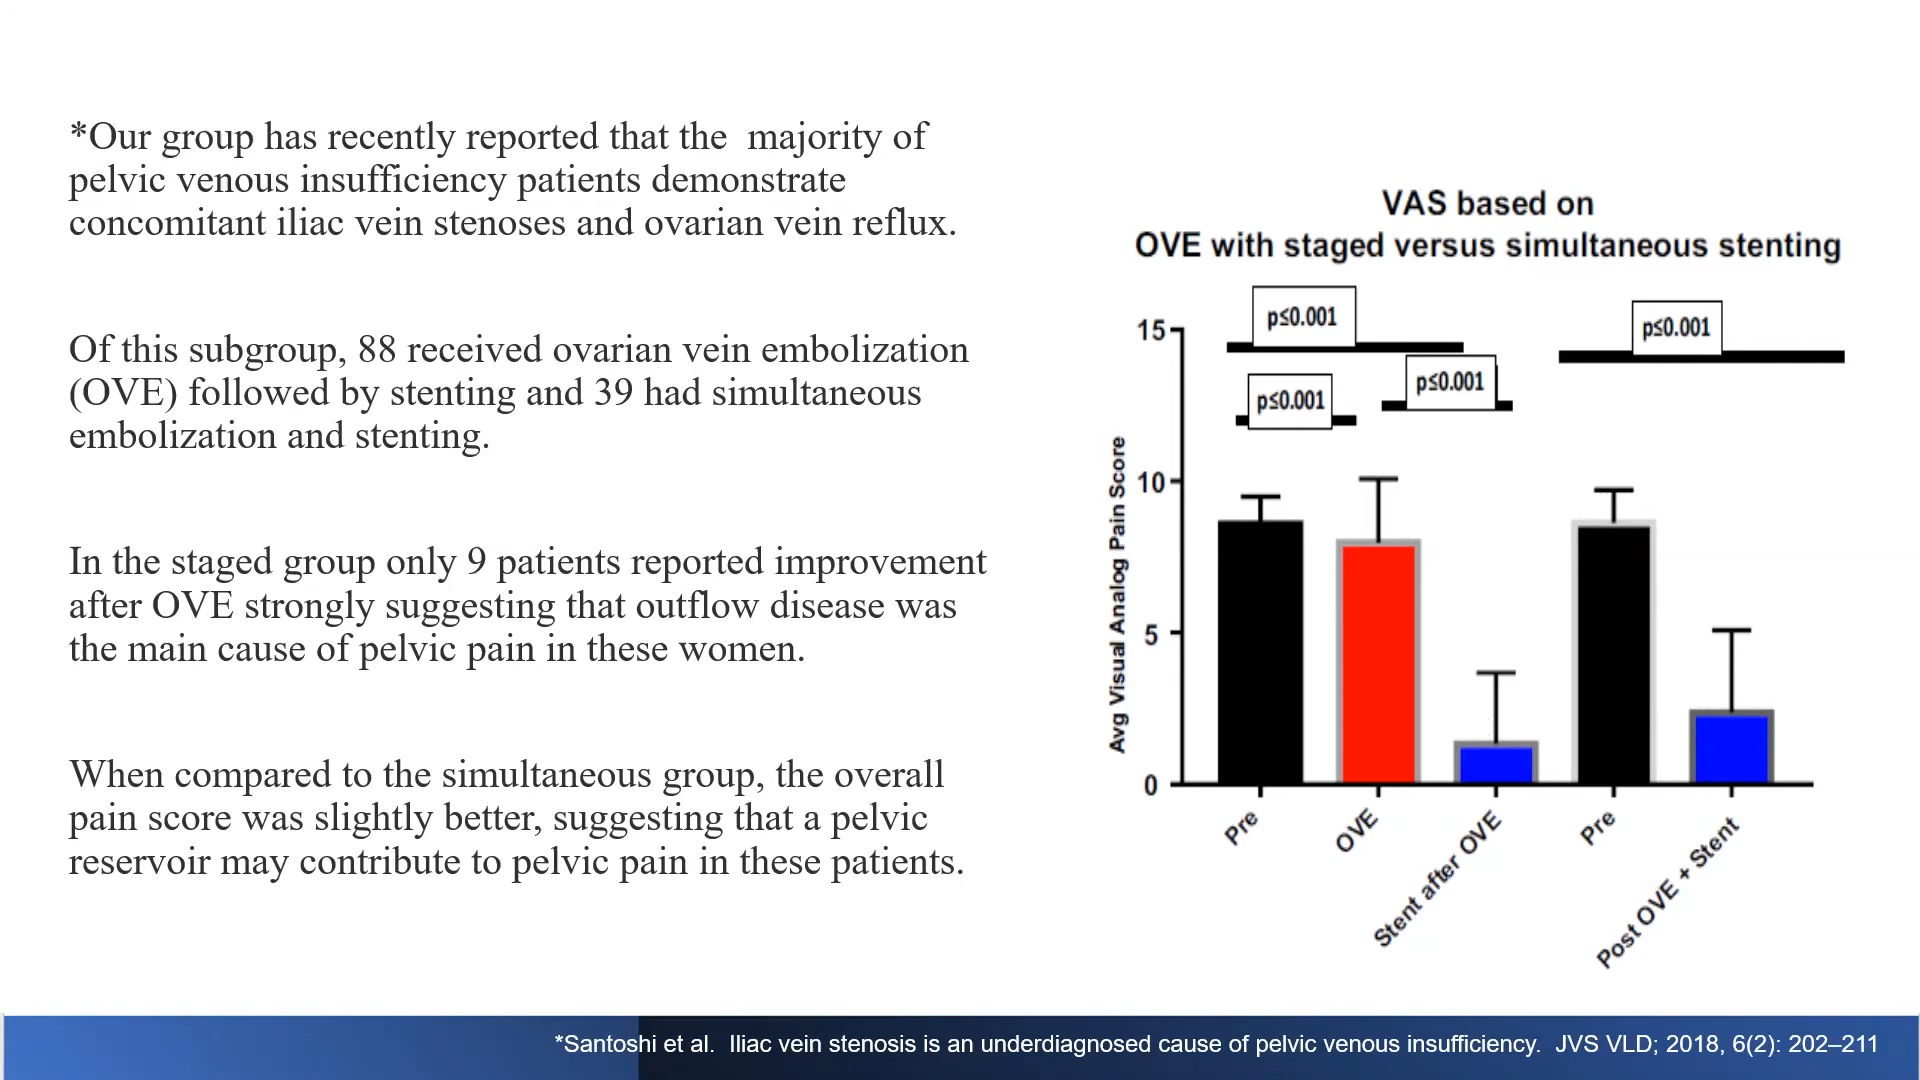 *Our group has recently reported that the  majority of
pelvic venous insufficiency patients demonstrate
concomitant iliac vein stenoses and ovarian vein reflux.
Of this subgroup, 88 received ovarian vein embolization
(OVE) followed by stenting and 39 had simultaneous
embolization and stenting.
In the staged group only 9 patients reported improvement
after OVE strongly suggesting that outflow disease was
the main cause of pelvic pain in these women.
When compared to the simultaneous group, the overall
pain score was slightly better, suggesting that a pelvic
reservoir may contribute to pelvic pain in these patients.
VAS based on
OVE with staged versus simultaneous stenting
p≤0.001
p≤0.001
p≤0.001
p≤0.001
Avg Visual Analog Pain Score
15
10
5
0
Pre
OVE
Stent after OVE
Pre
Post OVE + Stent
*Santoshi et al.  Iliac vein stenosis is an underdiagnosed cause of pelvic venous insufficiency.  JVS VLD; 2018, 6(2): 202–211